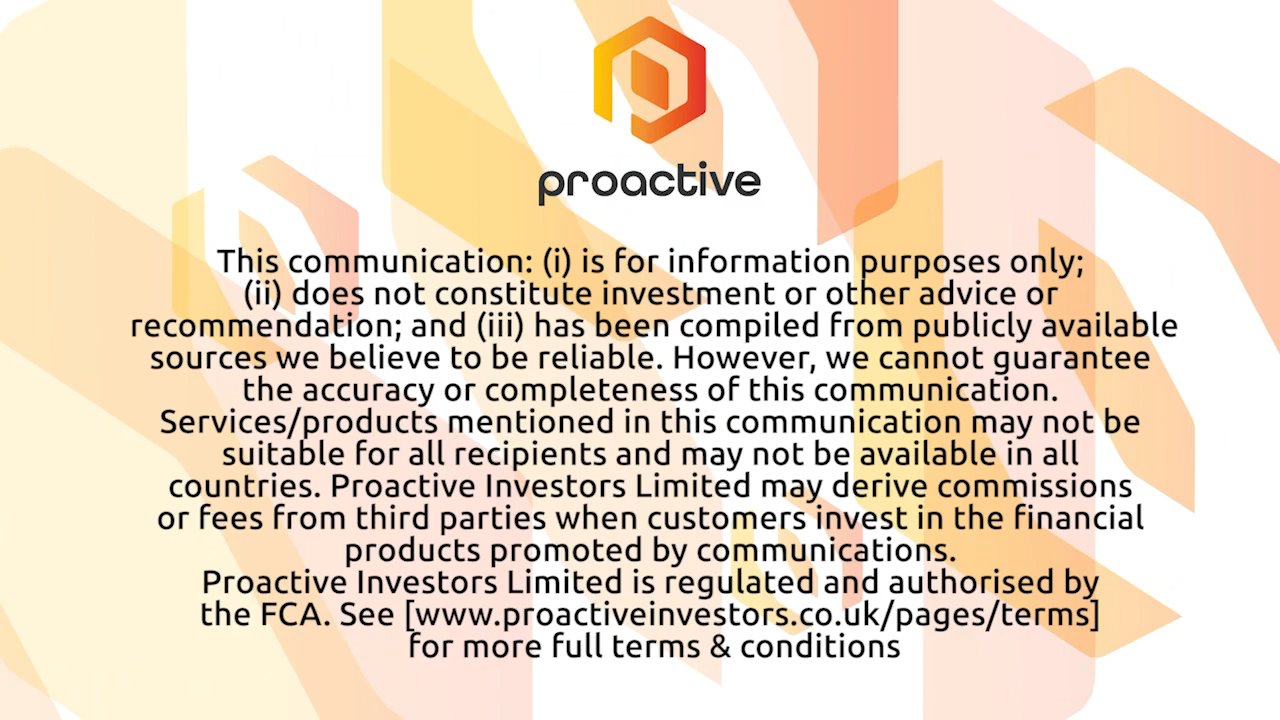 proactive
This communication: (i) is for information purposes only;
(ii) does not constitute investment or other advice or
recommendation; and (iii) has been compiled from publicly available
sources we believe to be reliable. However, we cannot guarantee
the accuracy or completeness of this communication.
Services/products mentioned in this communication may not be
suitable for all recipients and may not be available in all
countries. Proactive Investors Limited may derive commissions
or fees from third parties when customers invest in the financial
products promoted by communications.
Proactive Investors Limited is regulated and authorised by
the FCA. See [www.proactiveinvestors.co.uk/pages/terms]
for more full terms & conditions